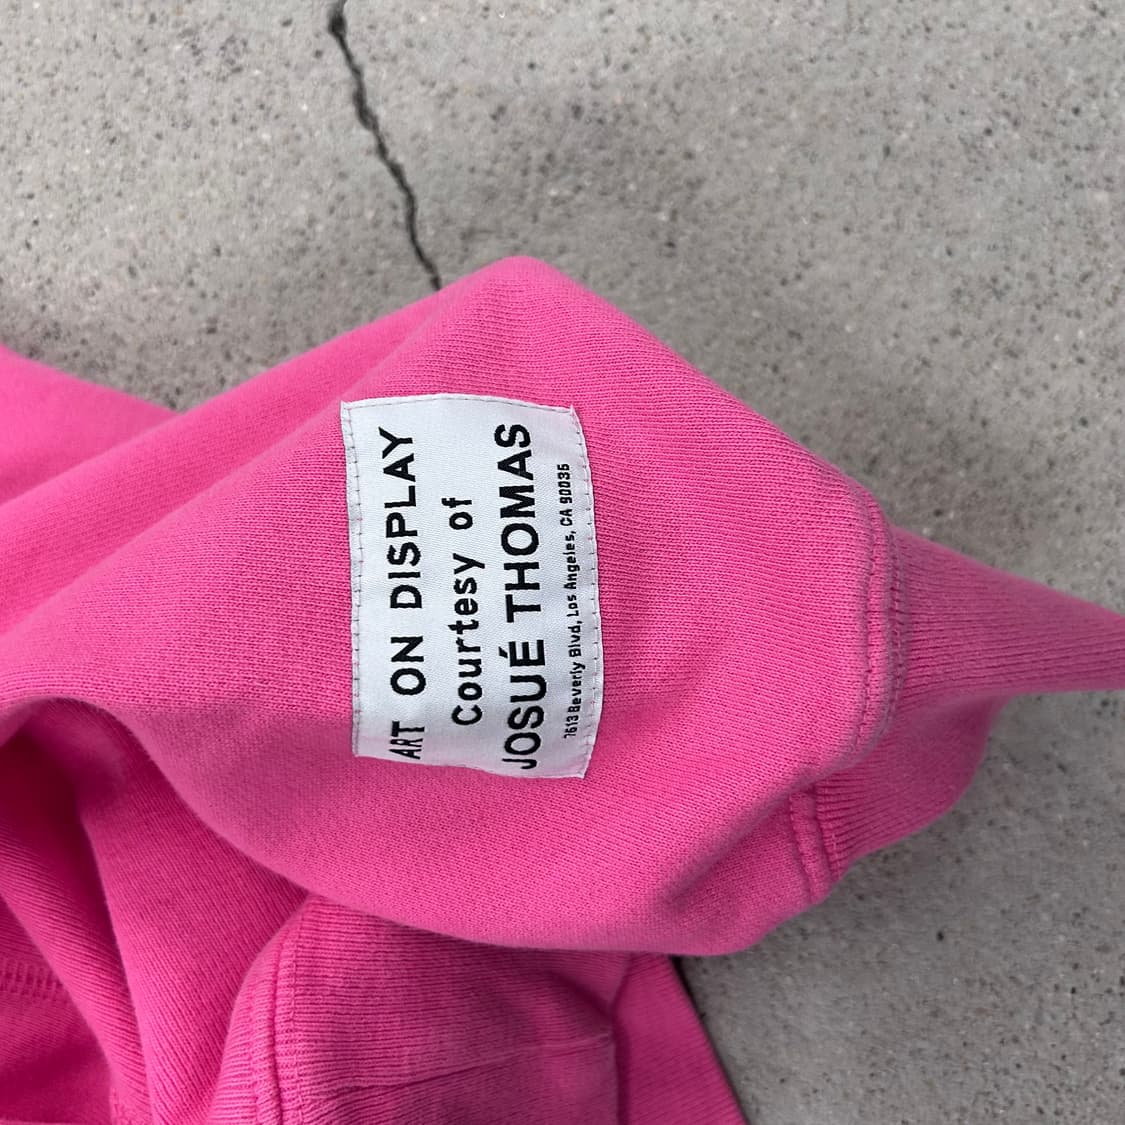 ART ON DISPLAY
Courtesy of
JOSUÉ THOMAS
7613 Beverly Blvd, Los Angeles, CA 90036